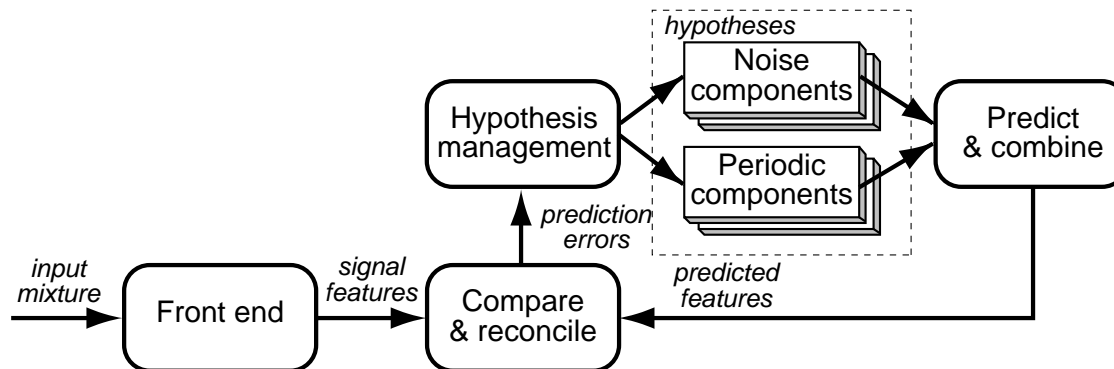 hypotheses
Noise
components
Hypothesis
management
Predict
& combine
Periodic
components
prediction
errors
input
mixture
signal
features
predicted
features
Front end
Compare
& reconcile